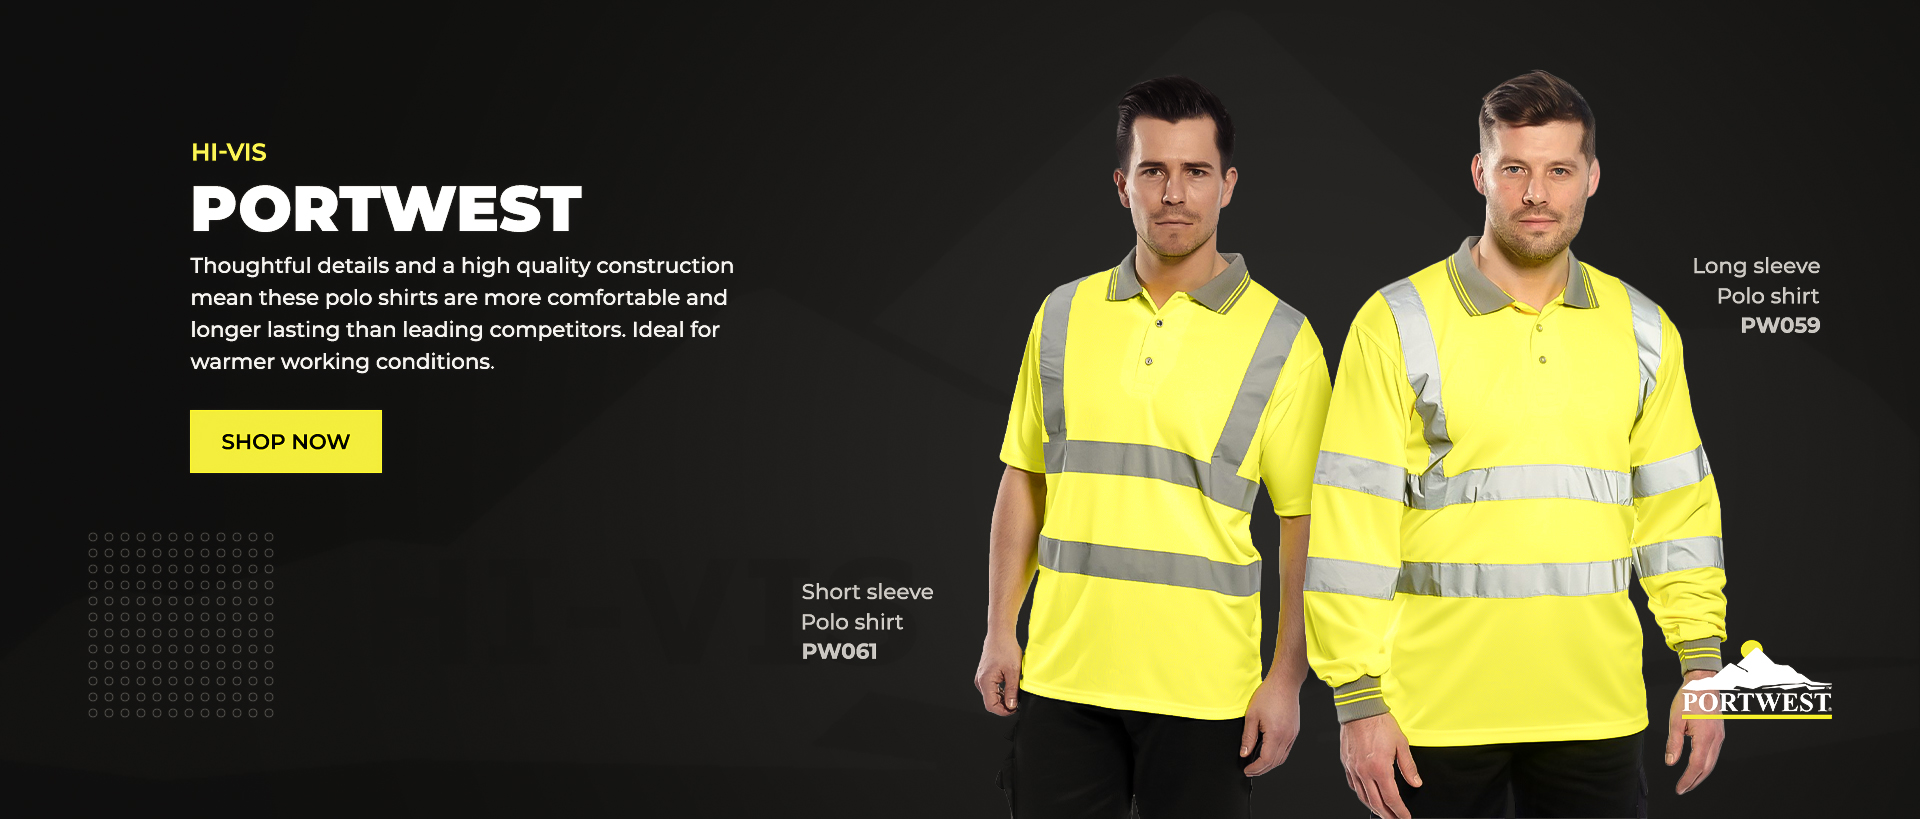 HI-VIS
PORTWEST
Thoughtful details and a high quality construction
mean these polo shirts are more comfortable and
longer lasting than leading competitors. Ideal for
warmer working conditions.
SHOP NOW
Long sleeve
Polo shirt
PW059
Short sleeve
Polo shirt
PW061
PORTWEST